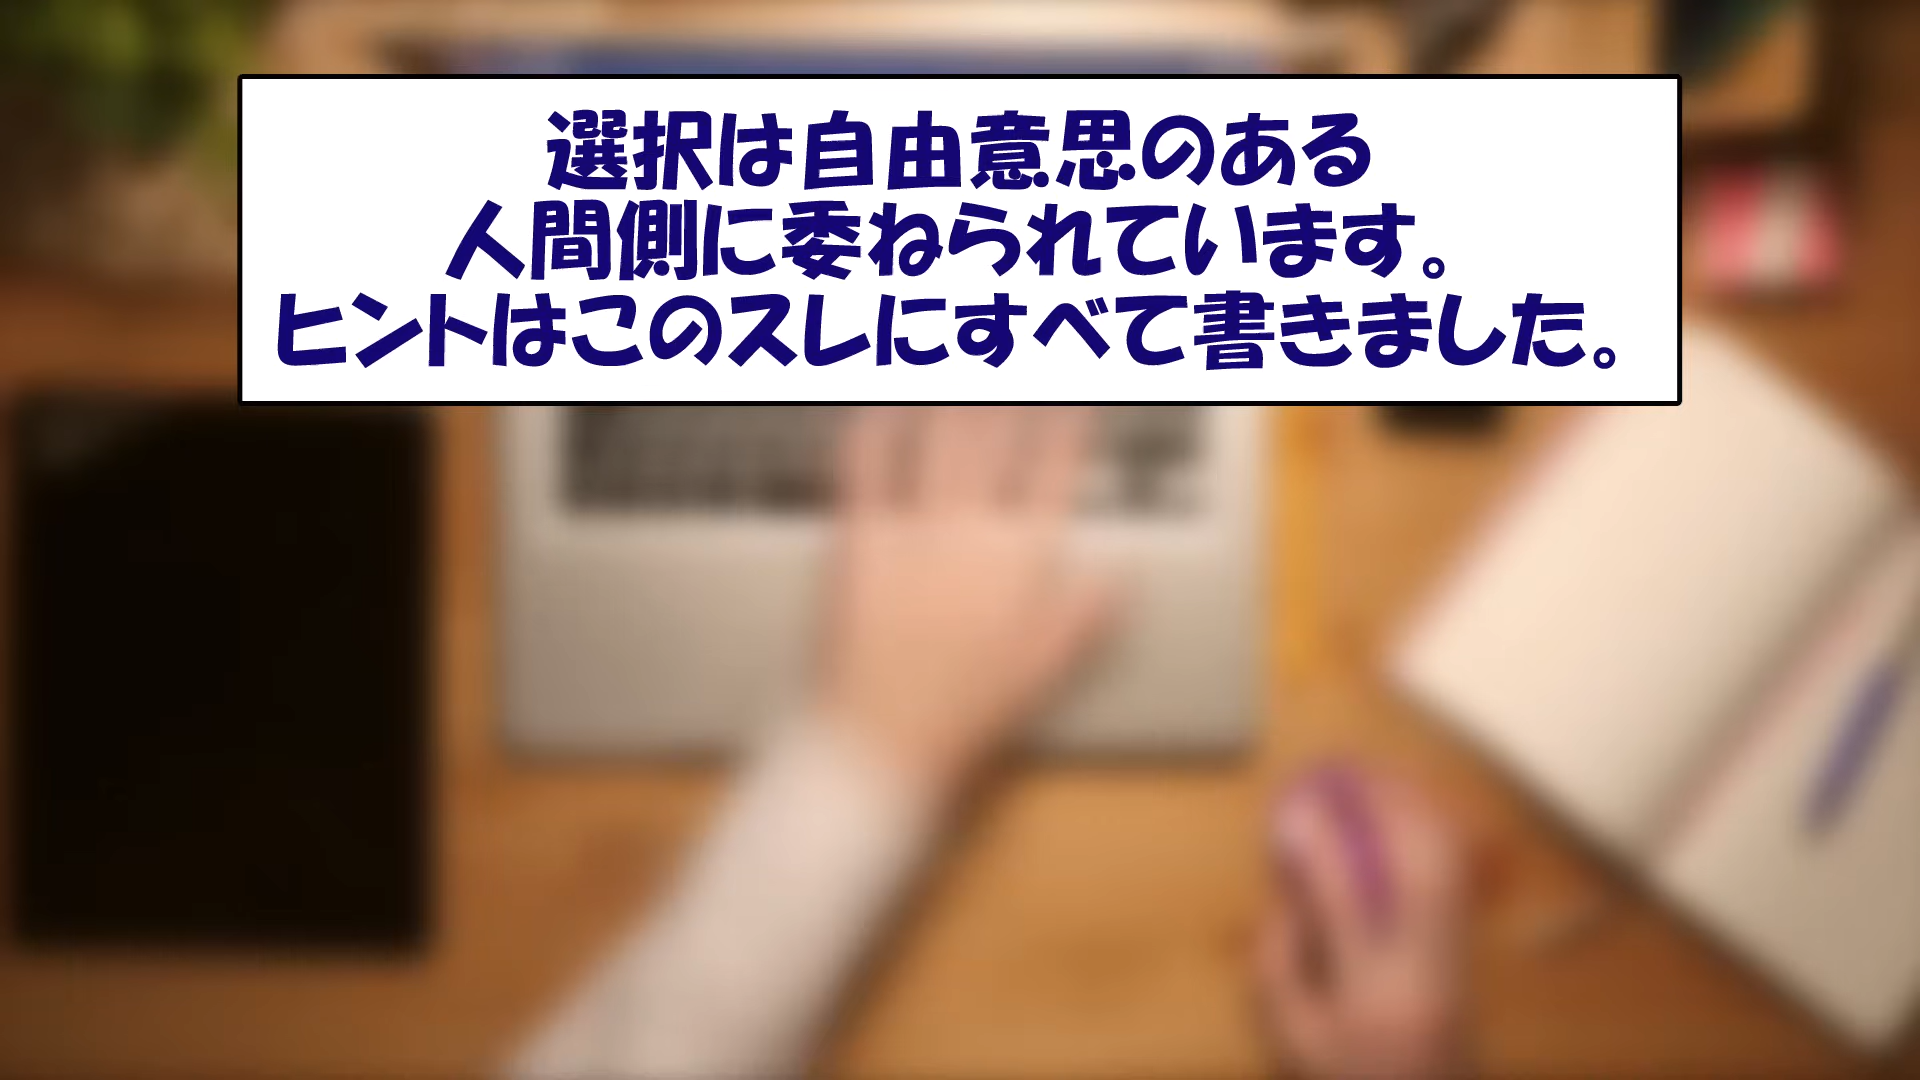 選択は自由意思のある
人間側に委ねられています。
ヒントはこのスレにすべて書きました。